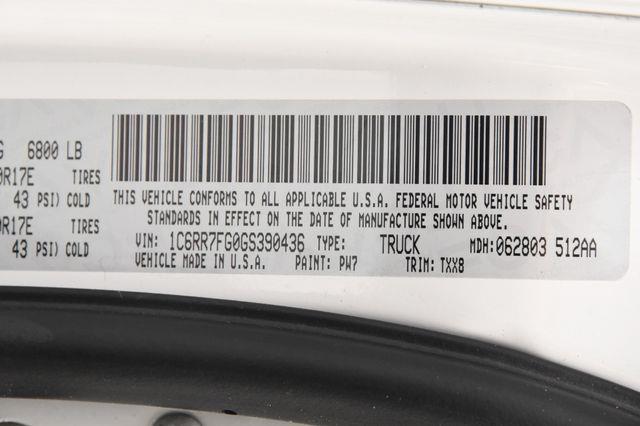 G 6800 LB
0R17E TIRES
43 PSI) COLD
0R17E TIRES
43 PSI) COLD
THIS VEHICLE CONFORMS TO ALL APPLICABLE U.S.A. FEDERAL MOTOR VEHICLE SAFETY
STANDARDS IN EFFECT ON THE DATE OF MANUFACTURE SHOWN ABOVE.
VIN: 1C6RR7FG0GS390436 TYPE: TRUCK MDH: 062803 512AA
VEHICLE MADE IN U.S.A. PAINT: PW7 TRIM: TXX8